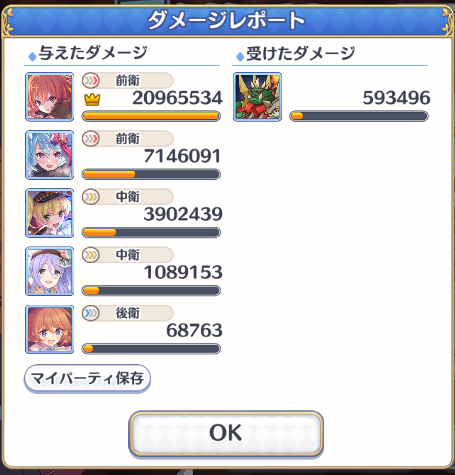 ダメージレポート
与えたダメージ
前衛
20965534
前衛
7146091
中衛
3902439
中衛
1089153
後衛
68763
受けたダメージ
593496
マイパーティ保存
OK